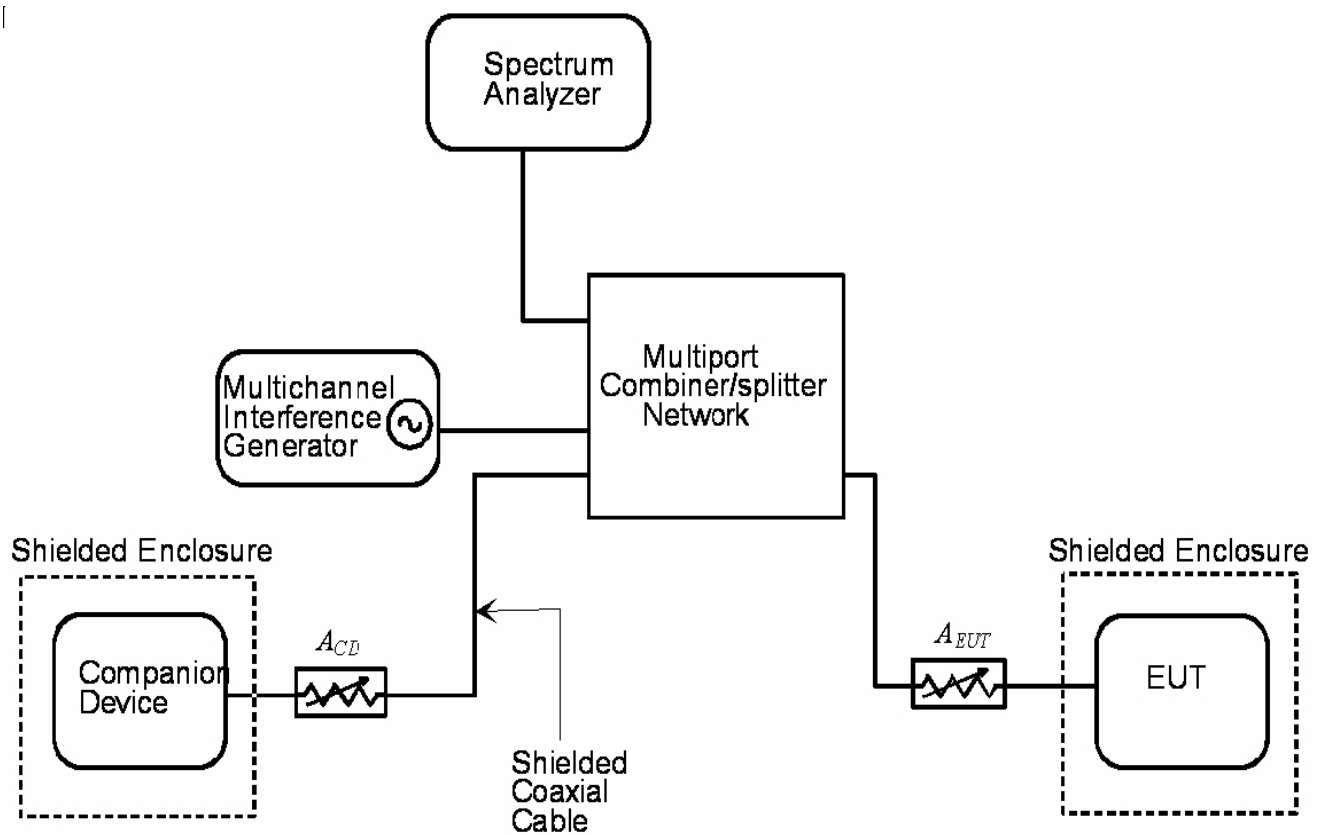 Spectrum
Analyzer
Multiport
Combiner/splitter
Network
Multichannel
Interference
Generator
Shielded Enclosure
Shielded Enclosure
A_CD
A_EUT
Companion
Device
EUT
Shielded
Coaxial
Cable